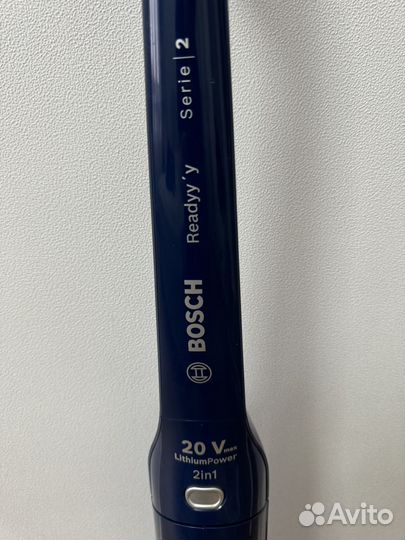 BOSCH Readyy'y Serie | 2
20 Vmax
LithiumPower
2in1
Avito